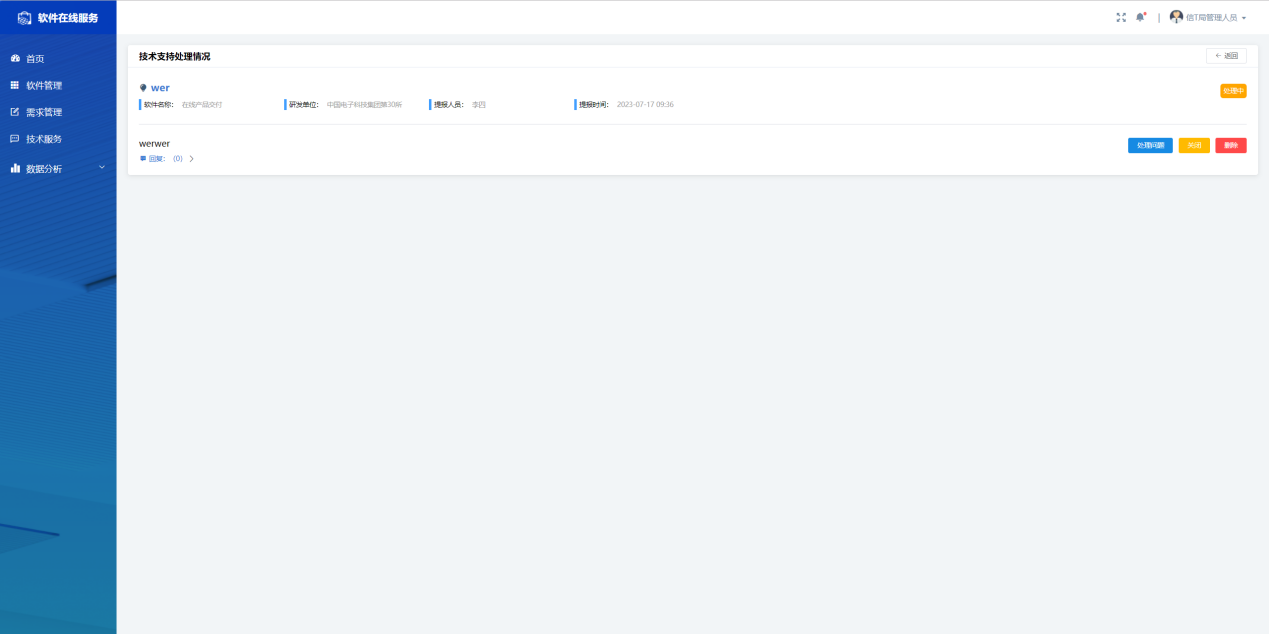 软件在线服务
信IT局管理人员
首页
软件管理
需求管理
技术服务
数据分析
技术支持处理情况
返回
wer
处理中
软件名称： 在线产品交付 研发单位： 中国电子科技集团第30所 提报人员： 李四 提报时间： 2023-07-17 09:36
werwer
处理问题 关闭 删除
回复： (0)